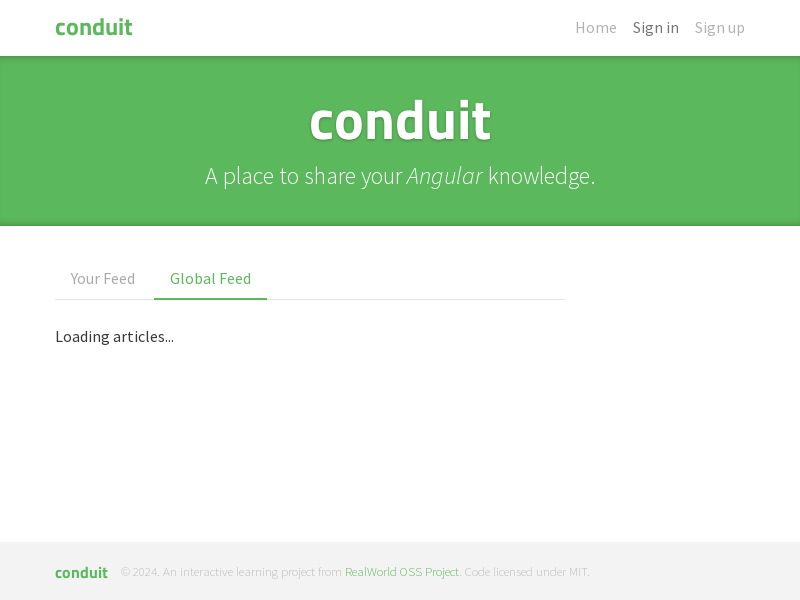 conduit
Home Sign in Sign up
conduit
A place to share your Angular knowledge.
Your Feed Global Feed
Loading articles...
conduit © 2024. An interactive learning project from RealWorld OSS Project. Code licensed under MIT.